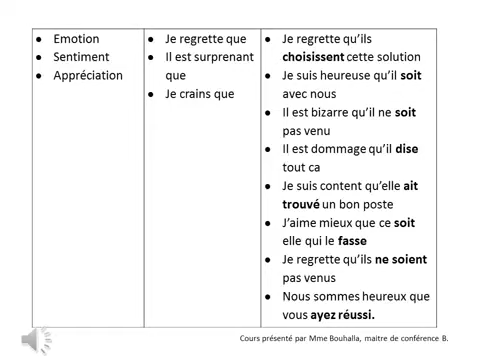 • Emotion
• Sentiment
• Appréciation
• Je regrette que
• Il est surprenant
que
• Je crains que
• Je regrette qu'ils
choisissent cette solution
• Je suis heureuse qu'il soit
avec nous
• Il est bizarre qu'il ne soit
pas venu
• Il est dommage qu'il dise
tout ca
• Je suis content qu'elle ait
trouvé un bon poste
• J'aime mieux que ce soit
elle qui le fasse
• Je regrette qu'ils ne soient
pas venus
• Nous sommes heureux que
vous ayez réussi.
Cours présenté par Mme Bouhalla, maitre de conférence B.